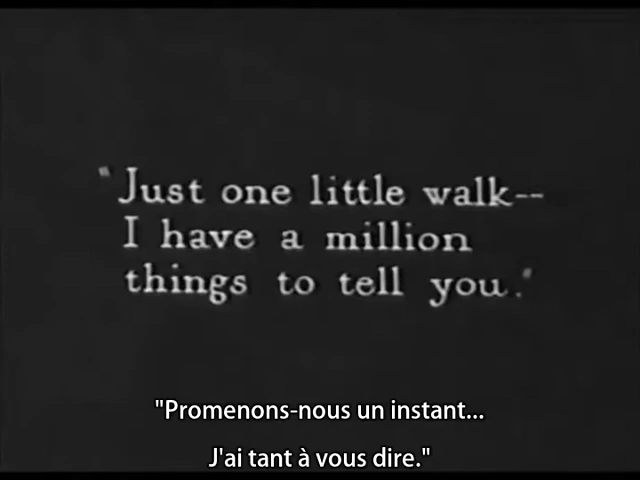 "Just one little walk--
I have a million
things to tell you."
"Promenons-nous un instant...
J'ai tant à vous dire."